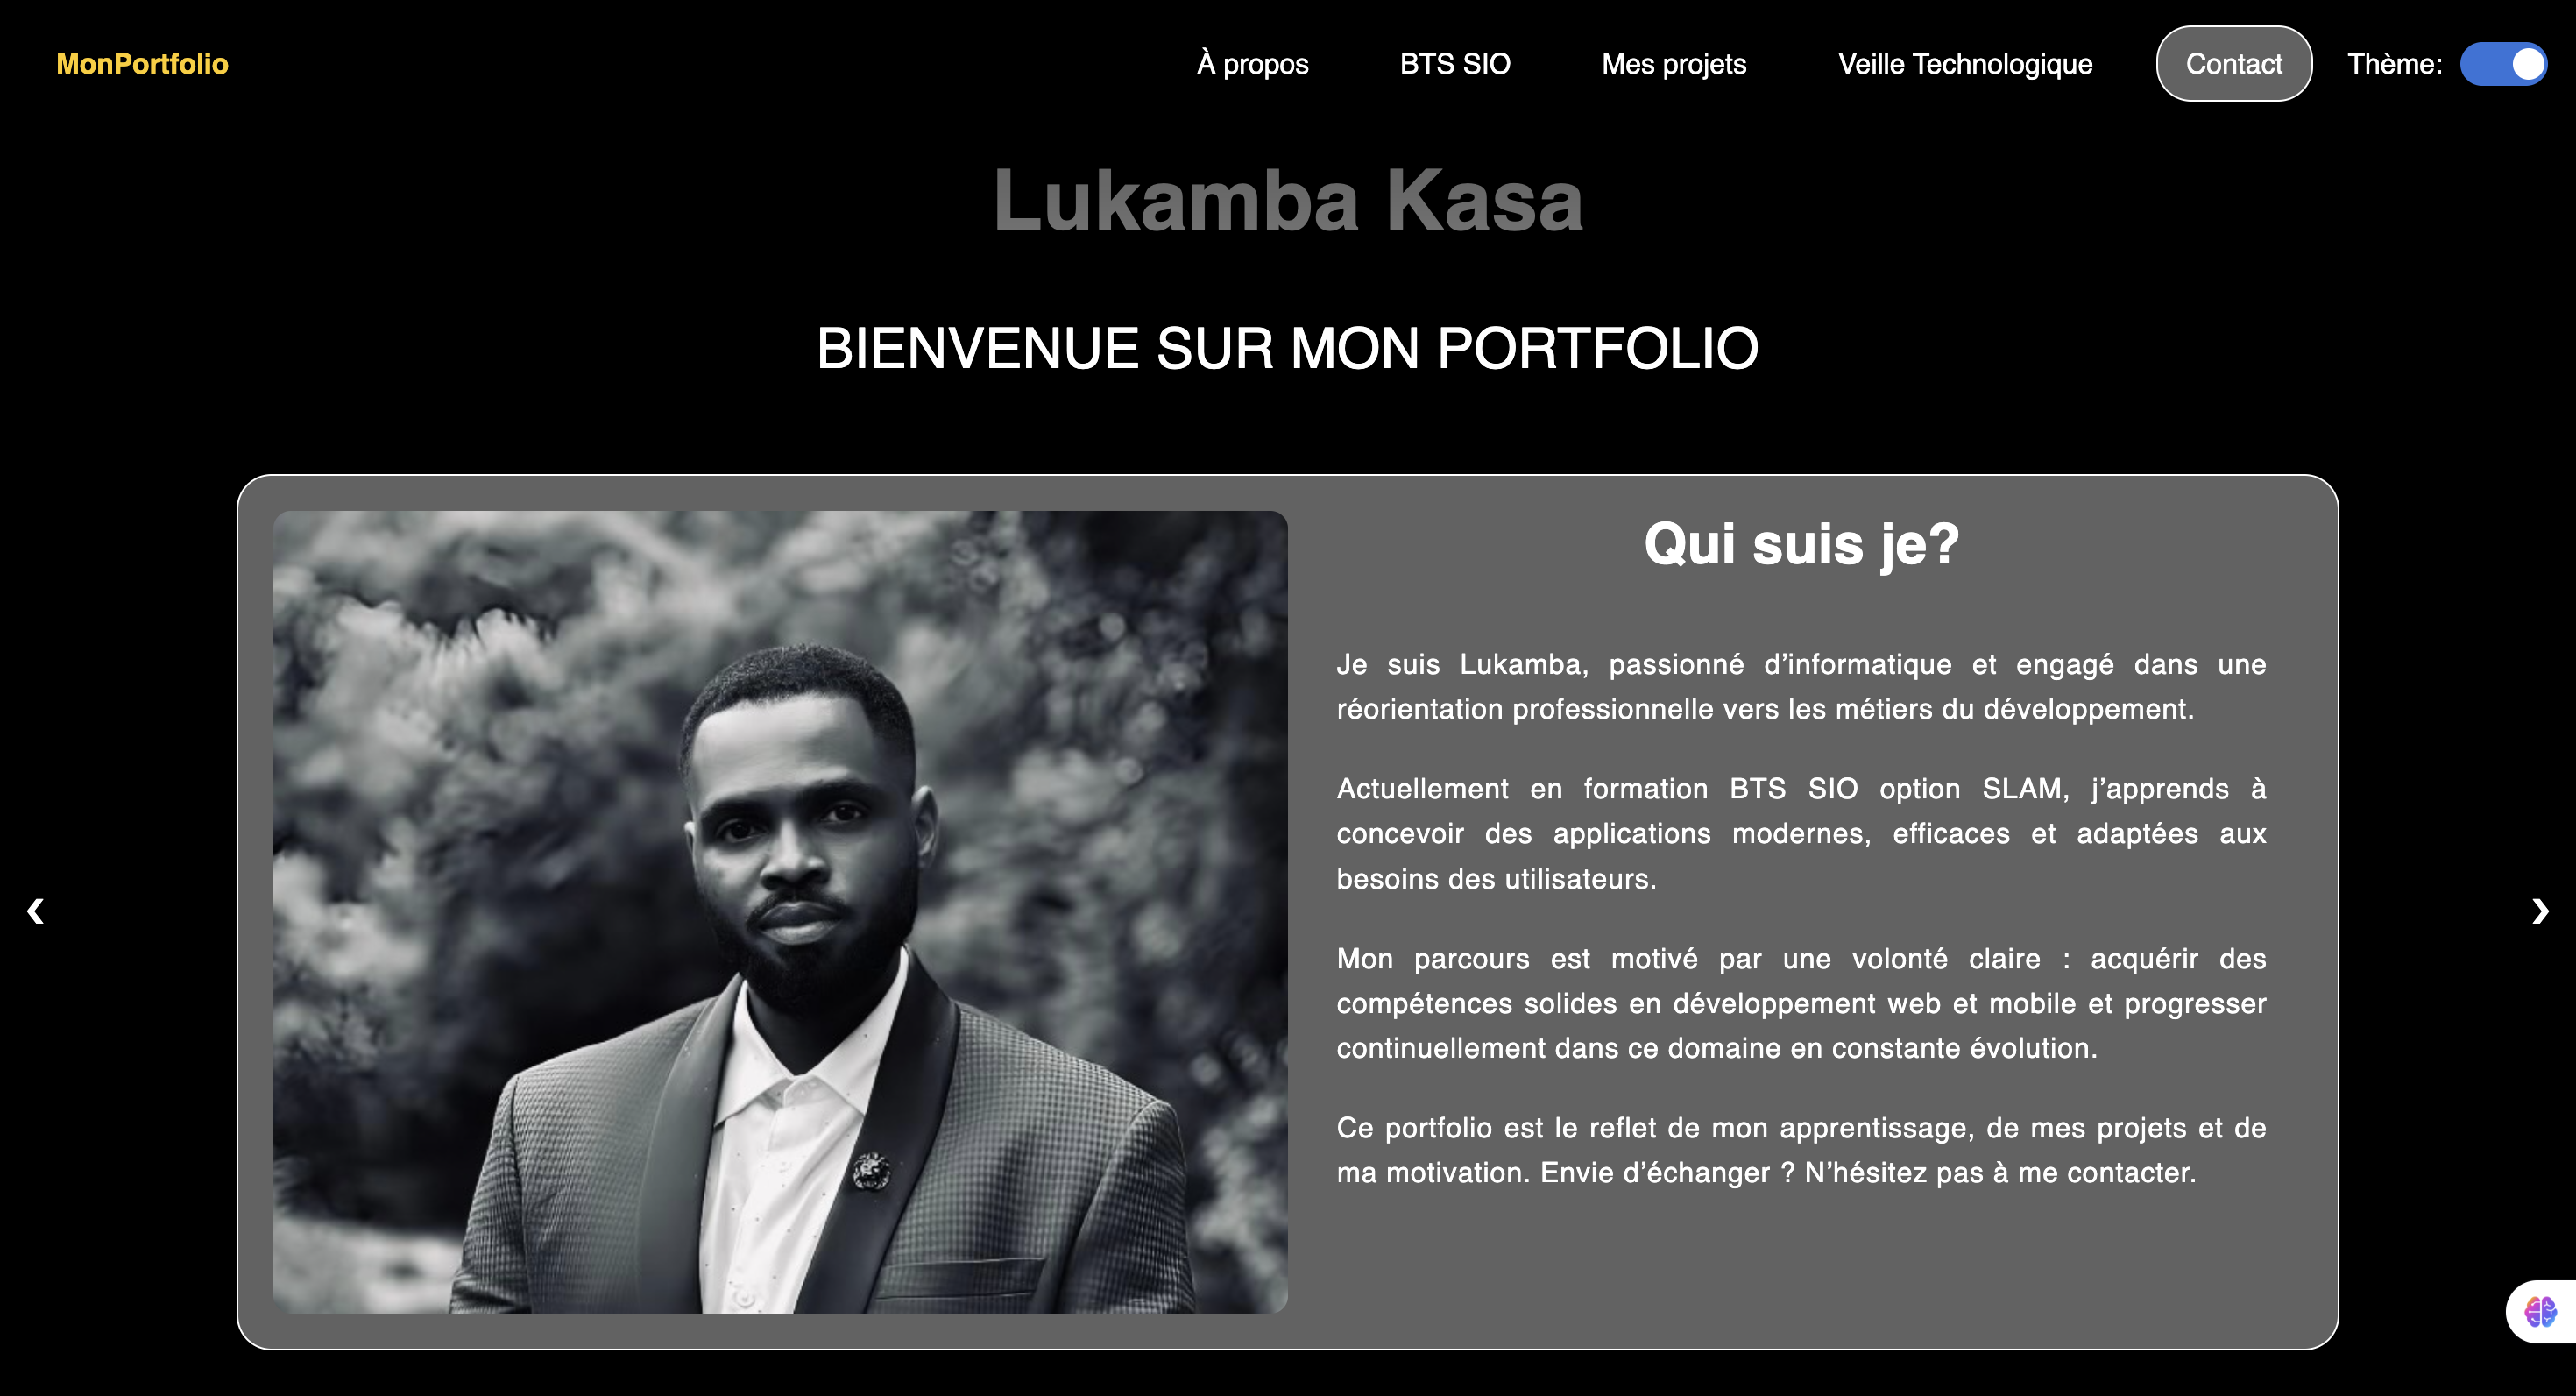 MonPortfolio
À propos
BTS SIO
Mes projets
Veille Technologique
Contact
Thème:
Lukamba Kasa
BIENVENUE SUR MON PORTFOLIO
Qui suis je?
Je suis Lukamba, passionné d’informatique et engagé dans une
réorientation professionnelle vers les métiers du développement.
Actuellement en formation BTS SIO option SLAM, j’apprends à
concevoir des applications modernes, efficaces et adaptées aux
besoins des utilisateurs.
Mon parcours est motivé par une volonté claire : acquérir des
compétences solides en développement web et mobile et progresser
continuellement dans ce domaine en constante évolution.
Ce portfolio est le reflet de mon apprentissage, de mes projets et de
ma motivation. Envie d’échanger ? N’hésitez pas à me contacter.